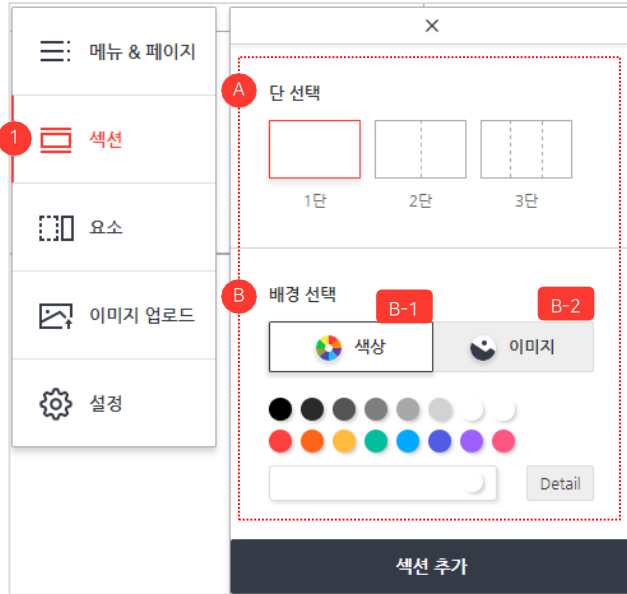 메뉴 & 페이지
1
섹션
요소
이미지 업로드
설정
A
단 선택
1단 2단 3단
B
배경 선택
B-1
B-2
색상
이미지
Detail
섹션 추가